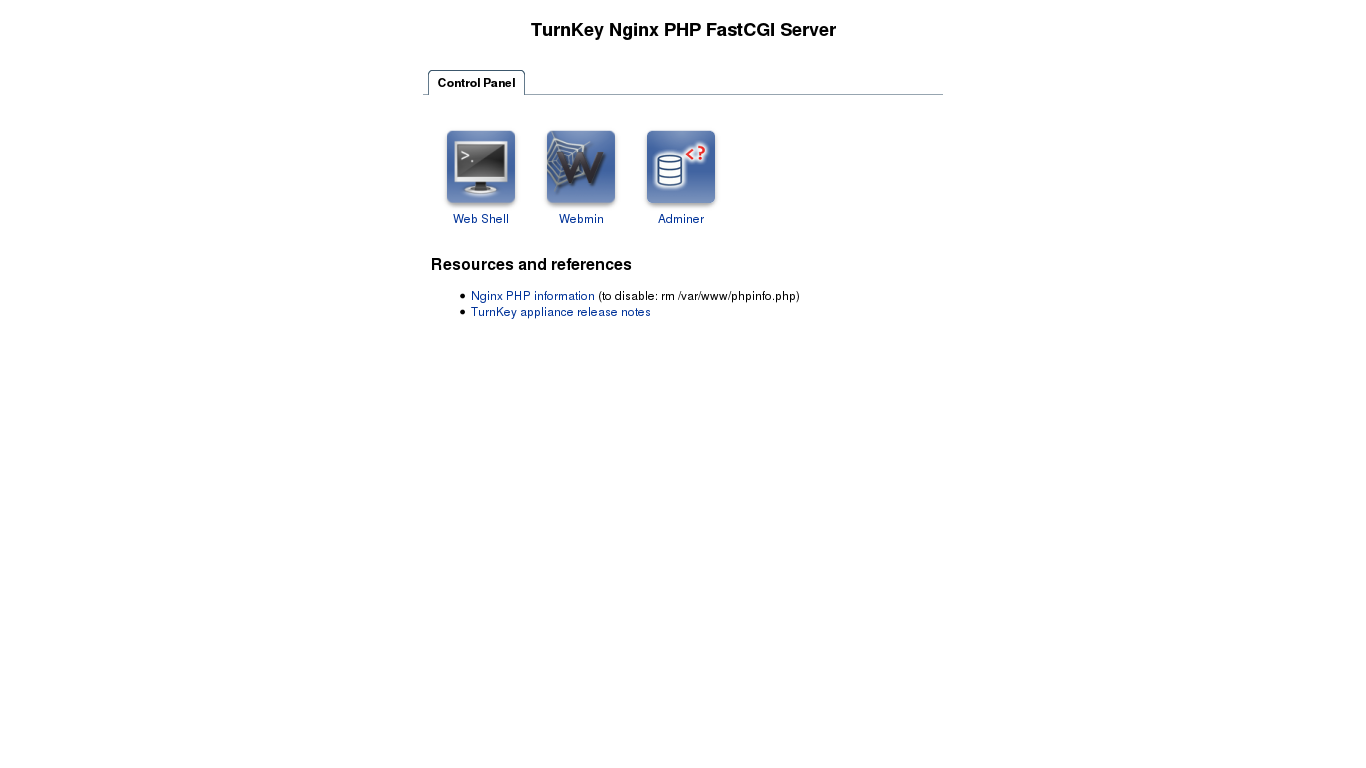 TurnKey Nginx PHP FastCGI Server
Control Panel
>.
W
<?
Web Shell
Webmin
Adminer
Resources and references
• Nginx PHP information (to disable: rm /var/www/phpinfo.php)
• TurnKey appliance release notes